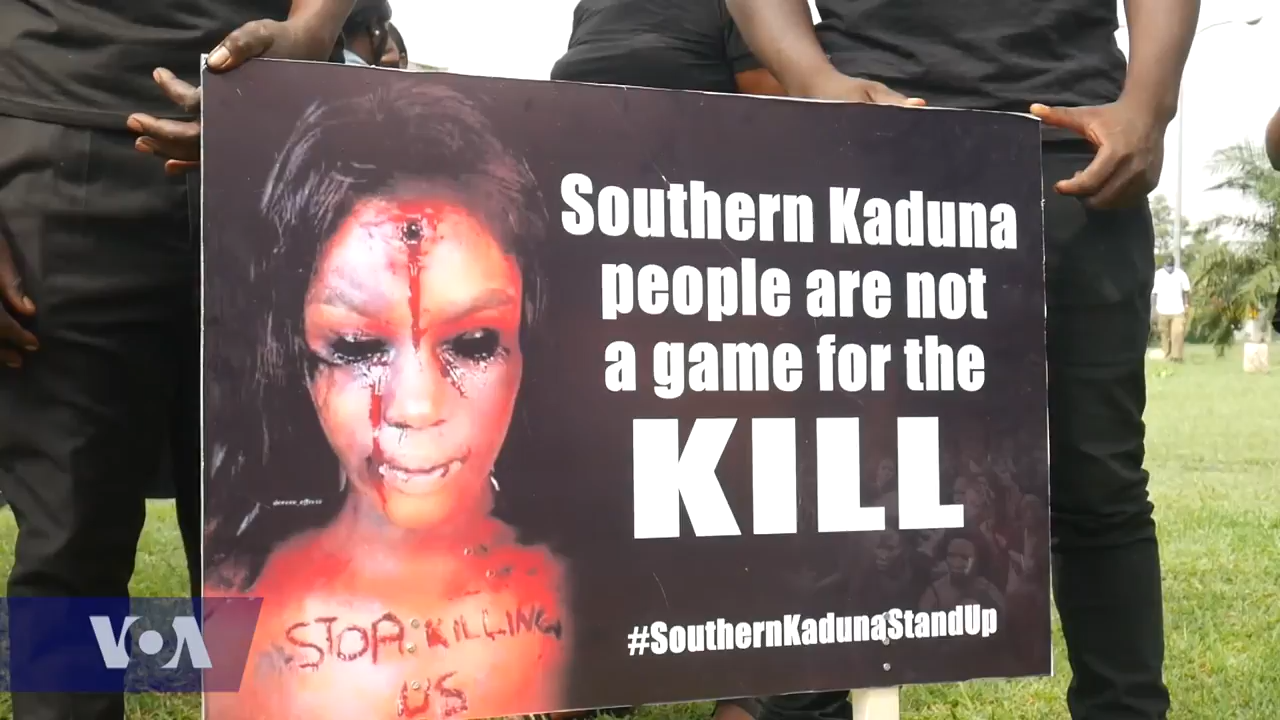 Southern Kaduna
people are not
a game for the
KILL
#SouthernKadunaStandUp
STOP KILLING
US
VOA